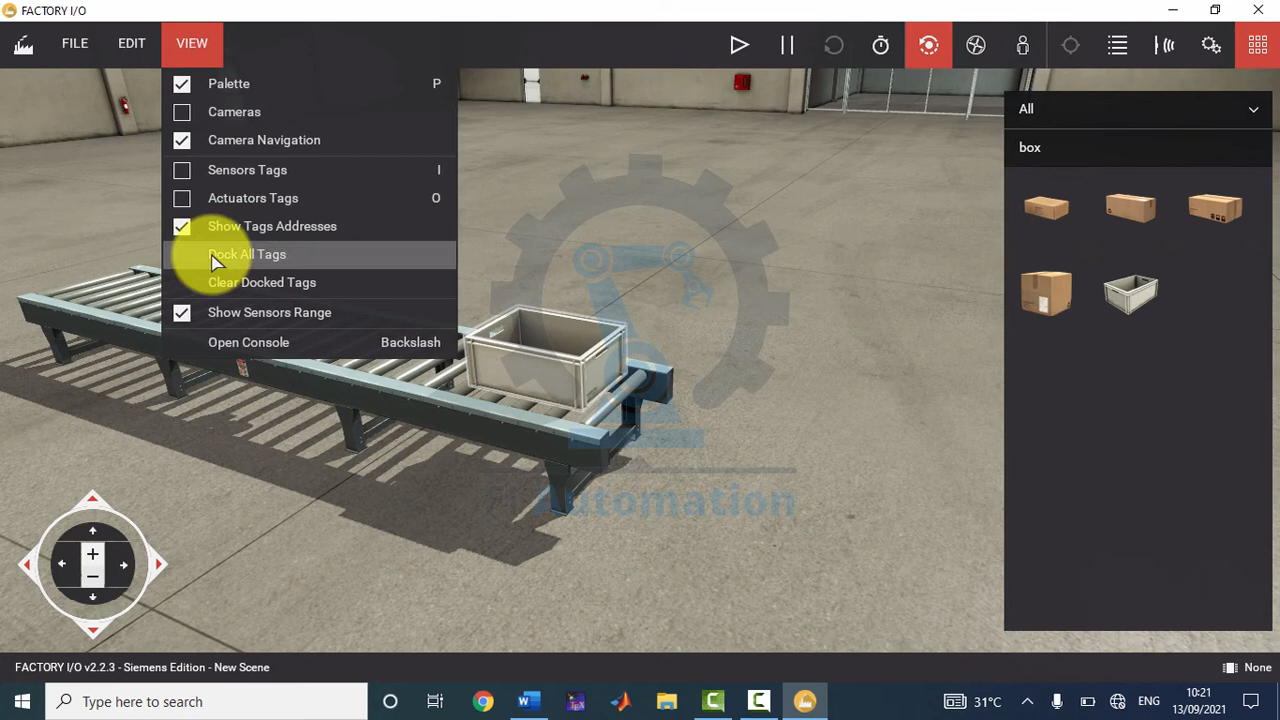 FACTORY I/O
FILE
EDIT
VIEW
Palette P
Cameras
Camera Navigation
Sensors Tags I
Actuators Tags O
Show Tags Addresses
Dock All Tags
Clear Docked Tags
Show Sensors Range
Open Console Backslash
All
box
Automation
FACTORY I/O v2.2.3 - Siemens Edition - New Scene
None
Type here to search
31°C
ENG
10:21
13/09/2021